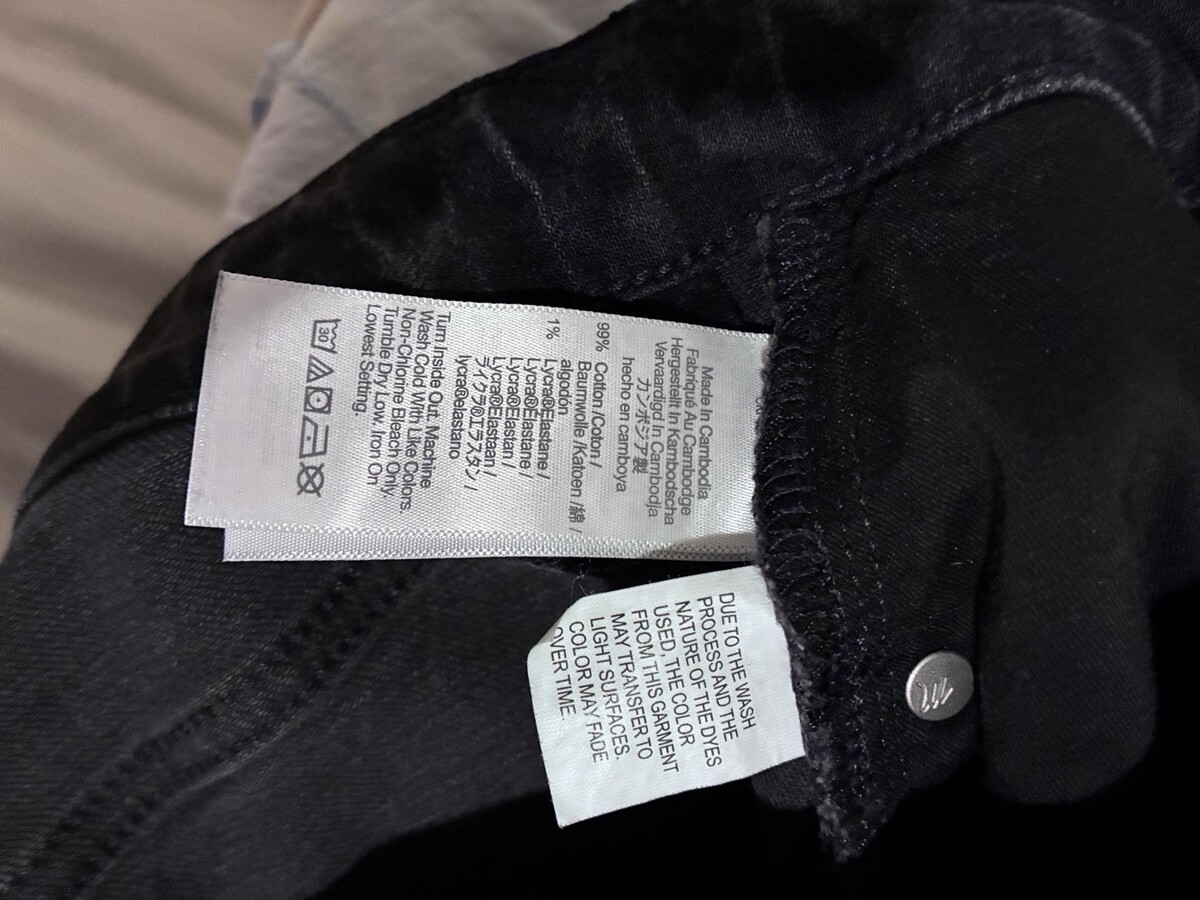 Made In Cambodia
Fabriqué Au Cambodge
Hergestellt In Kambodscha
Vervaardigd In Cambodja
カンボジア製
hecho en camboya
99% Cotton /Coton /
Baumwolle /Katoen /綿 /
algodón
1% Lycra®Elastane /
Lycra®Elastane /
Lycra®Elastan /
Lycra®Elastaan /
ライクラ®エラスタン /
lycra®elastano
Turn Inside Out. Machine
Wash Cold With Like Colors.
Non-Chlorine Bleach Only.
Tumble Dry Low. Iron On
Lowest Setting.
30
DUE TO THE WASH
PROCESS AND THE
NATURE OF THE DYES
USED, THE COLOR
FROM THIS GARMENT
MAY TRANSFER TO
LIGHT SURFACES.
COLOR MAY FADE
OVER TIME.